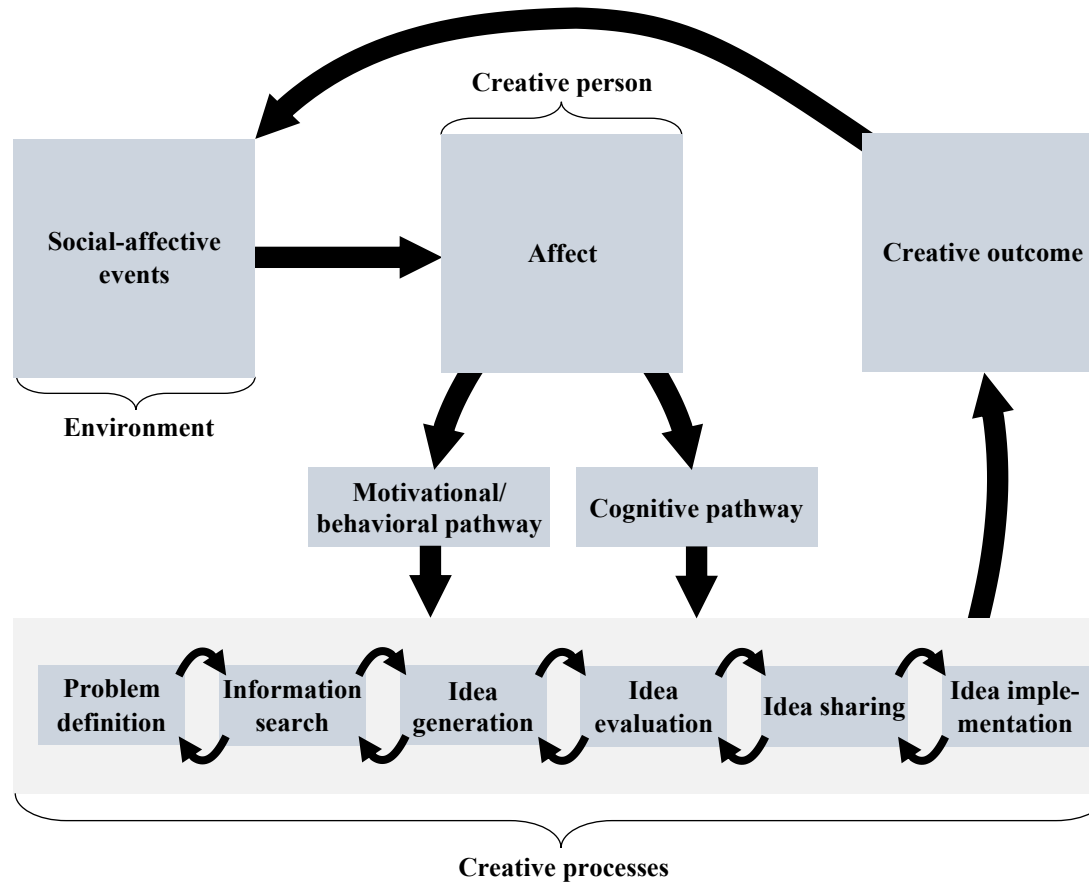 Creative person
Social-affective
events
Affect
Creative outcome
Environment
Motivational/
behavioral pathway
Cognitive pathway
Problem
definition
Information
search
Idea
generation
Idea
evaluation
Idea sharing
Idea imple-
mentation
Creative processes